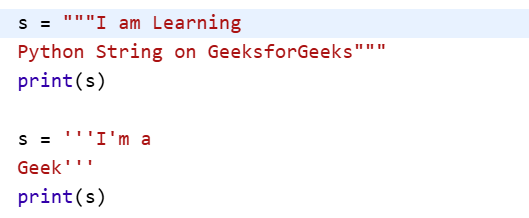 s = """I am Learning
Python String on GeeksforGeeks"""
print(s)

s = '''I'm a
Geek'''
print(s)